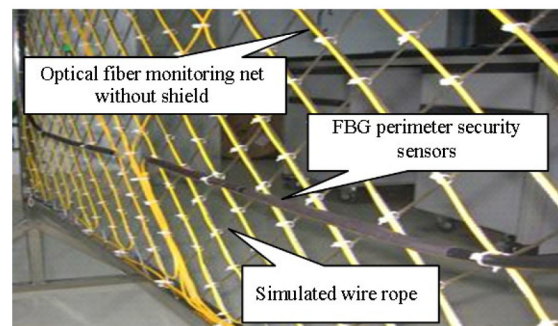 Optical fiber monitoring net
without shield
FBG perimeter security
sensors
Simulated wire rope